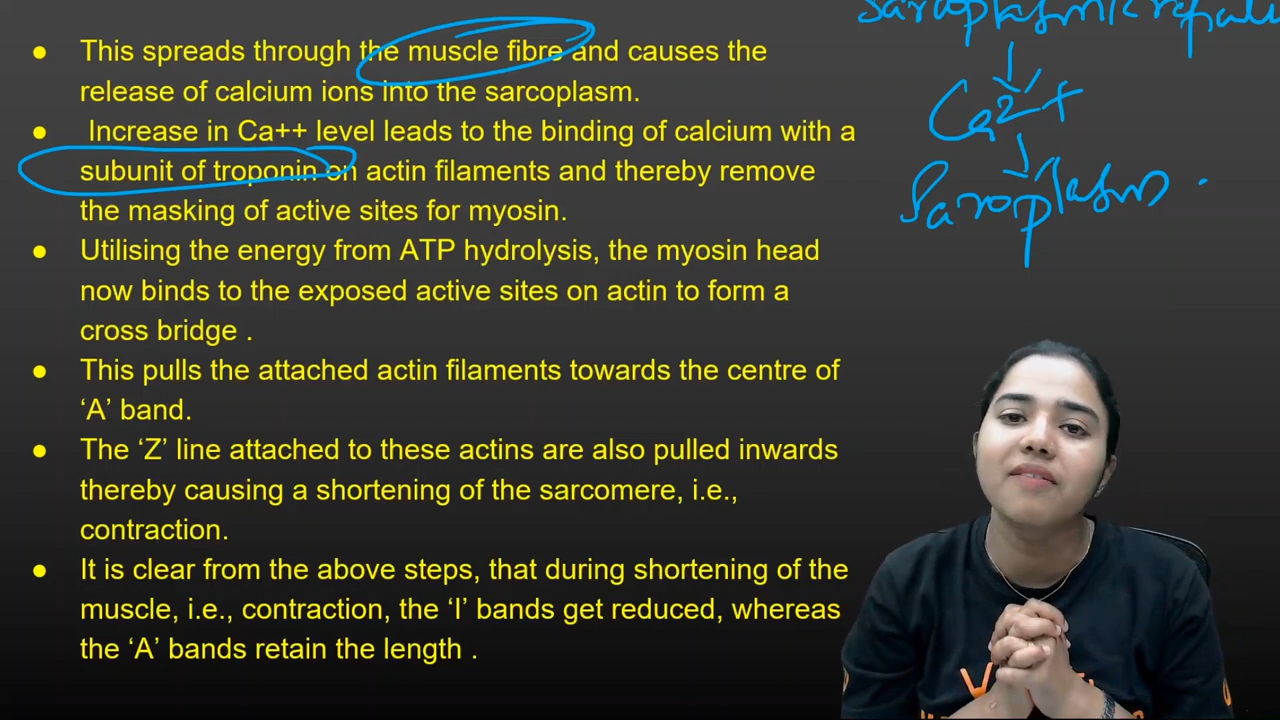 ● This spreads through the muscle fibre and causes the
release of calcium ions into the sarcoplasm.
● Increase in Ca++ level leads to the binding of calcium with a
subunit of troponin on actin filaments and thereby remove
the masking of active sites for myosin.
● Utilising the energy from ATP hydrolysis, the myosin head
now binds to the exposed active sites on actin to form a
cross bridge .
● This pulls the attached actin filaments towards the centre of
‘A’ band.
● The ‘Z’ line attached to these actins are also pulled inwards
thereby causing a shortening of the sarcomere, i.e.,
contraction.
● It is clear from the above steps, that during shortening of the
muscle, i.e., contraction, the ‘I’ bands get reduced, whereas
the ‘A’ bands retain the length .
Ca2+